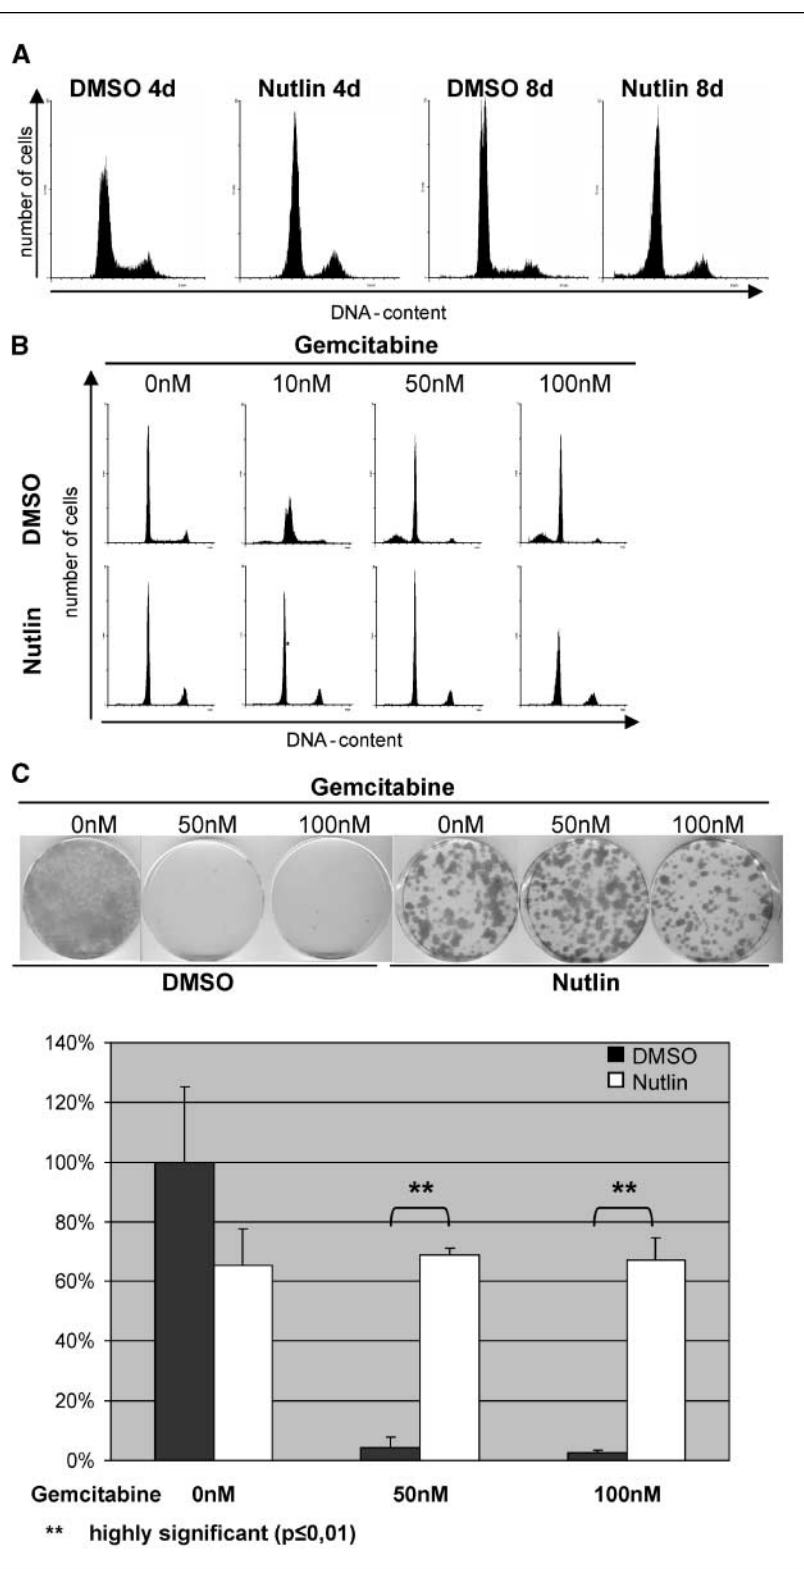 A
DMSO 4d Nutlin 4d DMSO 8d Nutlin 8d
number of cells
DNA-content
B
Gemcitabine
0nM 10nM 50nM 100nM
DMSO
Nutlin
number of cells
DNA-content
C
Gemcitabine
0nM 50nM 100nM 0nM 50nM 100nM
DMSO Nutlin
140%
120%
100%
80%
60%
40%
20%
0%
DMSO
Nutlin
** **
Gemcitabine 0nM 50nM 100nM
** highly significant (p≤0,01)